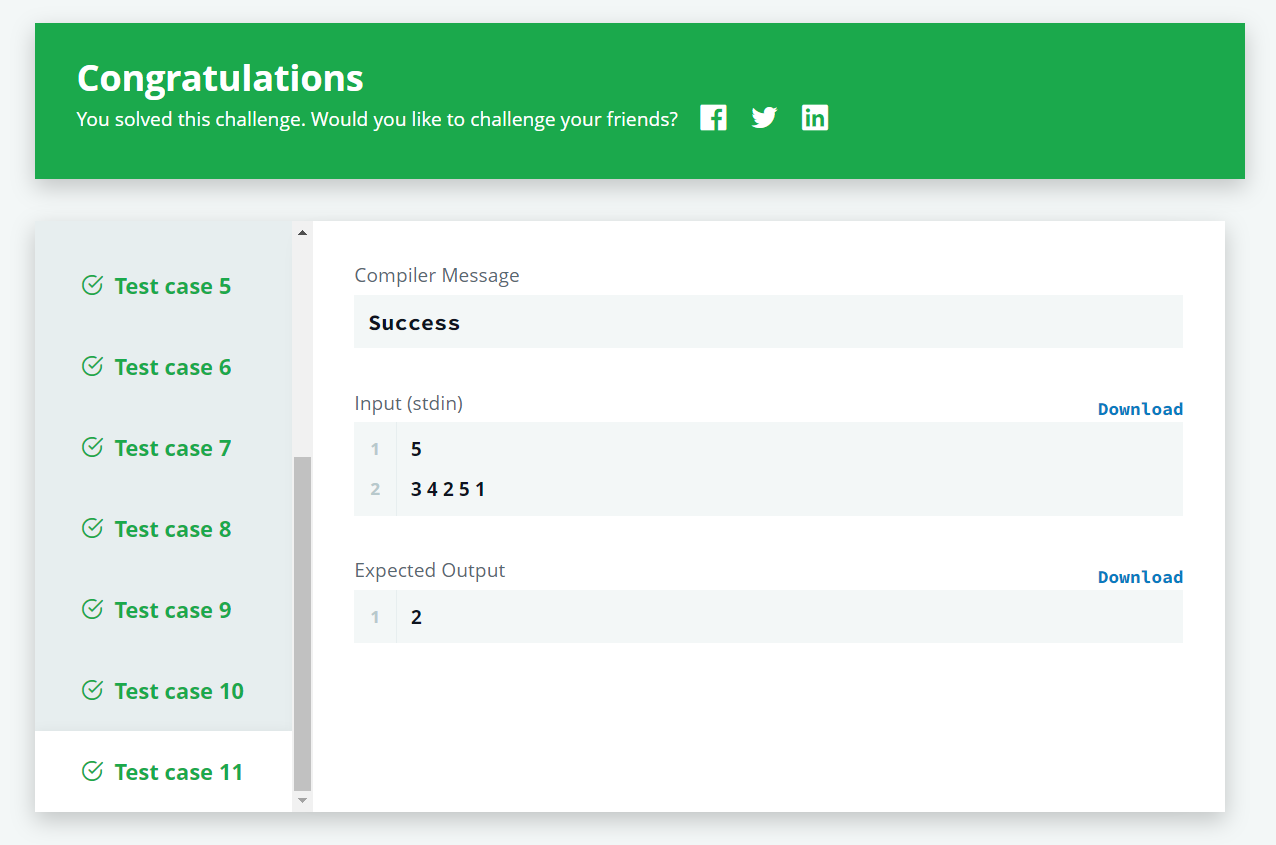 Congratulations
You solved this challenge. Would you like to challenge your friends?
Test case 5
Test case 6
Test case 7
Test case 8
Test case 9
Test case 10
Test case 11
Compiler Message
Success
Input (stdin)
Download
1 5
2 3 4 2 5 1
Expected Output
Download
1 2